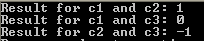 Result for c1 and c2: 1
Result for c1 and c3: 0
Result for c2 and c3: -1